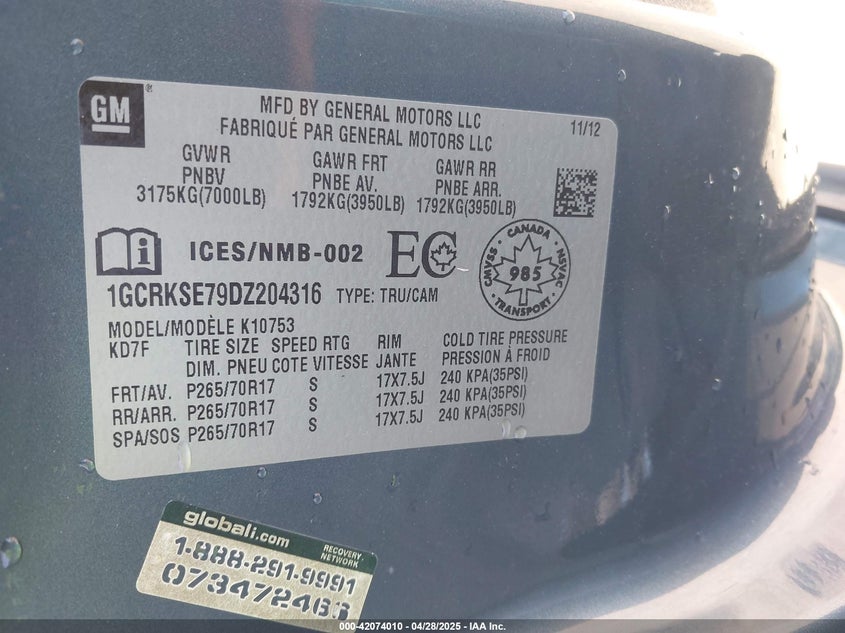 GM
MFD BY GENERAL MOTORS LLC
FABRIQUÉ PAR GENERAL MOTORS LLC
11/12
GVWR GAWR FRT GAWR RR
PNBV PNBE AV. PNBE ARR.
3175KG(7000LB) 1792KG(3950LB) 1792KG(3950LB)
ICES/NMB-002 EC
CANADA
CMVSS 985 NSVAC
TRANSPORT
1GCRKSE79DZ204316 TYPE: TRU/CAM
MODEL/MODÈLE K10753
KD7F TIRE SIZE SPEED RTG RIM COLD TIRE PRESSURE
DIM. PNEU COTE VITESSE JANTE PRESSION À FROID
FRT/AV. P265/70R17 S 17X7.5J 240 KPA(35PSI)
RR/ARR. P265/70R17 S 17X7.5J 240 KPA(35PSI)
SPA/SOS P265/70R17 S 17X7.5J 240 KPA(35PSI)
globali.com
RECOVERY
NETWORK
1-888-291-9991
073472463
000-42074010 | 04/28/2025 – IAA Inc.